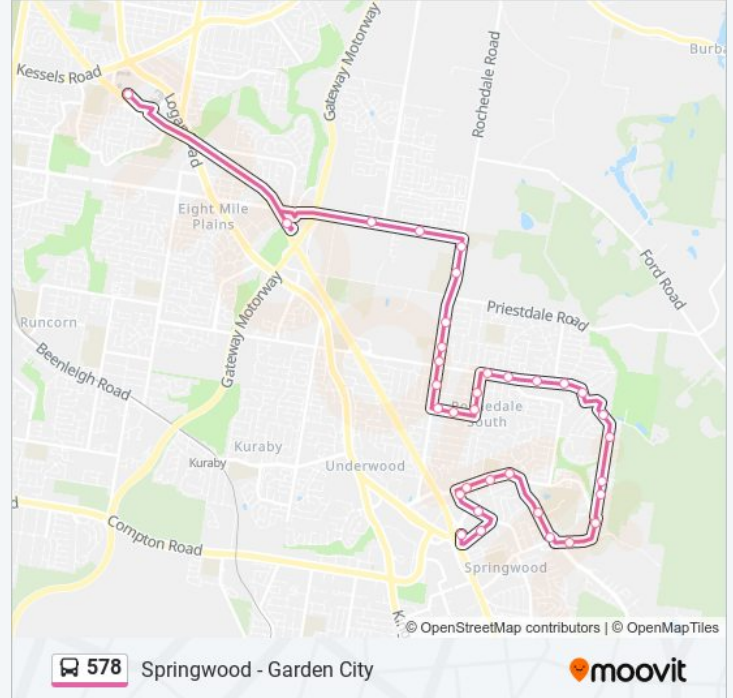 Kessels Road
Logan Road
Gateway Motorway
Rochedale Road
Eight Mile
Plains
Ford Road
Priestdale Road
Runcorn
Gateway Motorway
Beenleigh Road
Rochedale
South
Kuraby
Kuraby
Underwood
Compton Road
Springwood
© OpenStreetMap contributors | © OpenMapTiles
578 Springwood - Garden City
moovit